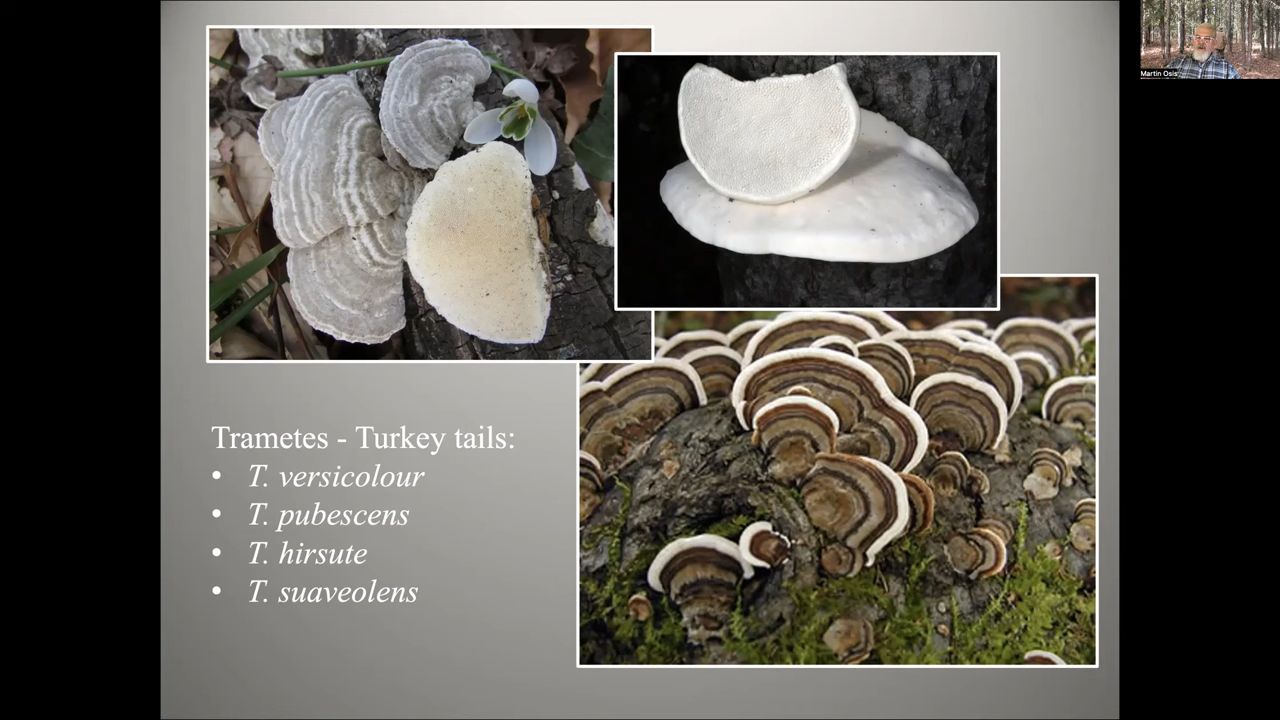 Martin Osis
Trametes - Turkey tails:
• T. versicolour
• T. pubescens
• T. hirsute
• T. suaveolens